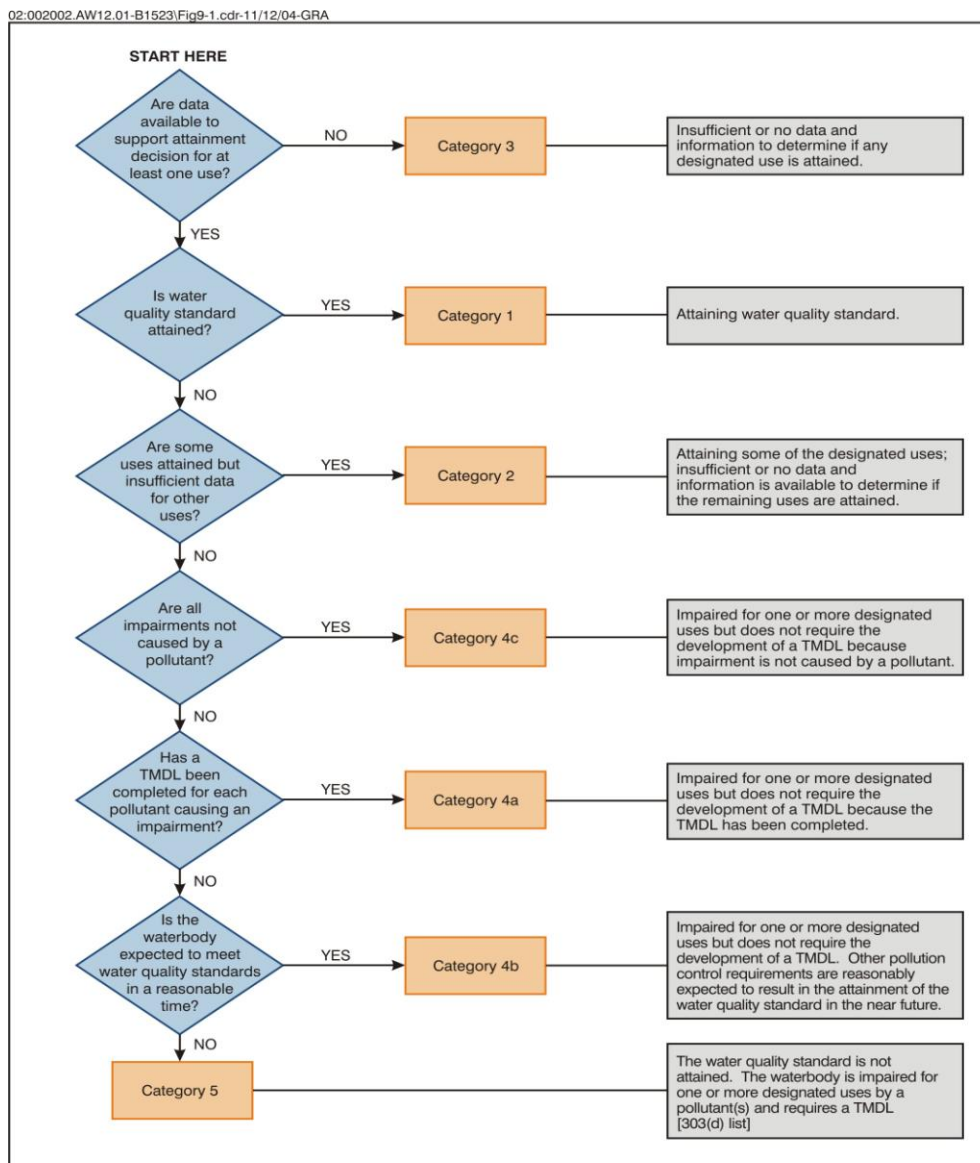 02:002002.AW12.01-B1523\Fig9-1.cdr-11/12/04-GRA
START HERE
Are data
available to
support attainment
decision for at
least one use?
NO
Category 3
Insufficient or no data and
information to determine if any
designated use is attained.
YES
Is water
quality standard
attained?
YES
Category 1
Attaining water quality standard.
NO
Are some
uses attained but
insufficient data
for other
uses?
YES
Category 2
Attaining some of the designated uses;
insufficient or no data and
information is available to determine if
the remaining uses are attained.
NO
Are all
impairments not
caused by a
pollutant?
YES
Category 4c
Impaired for one or more designated
uses but does not require the
development of a TMDL because
impairment is not caused by a pollutant.
NO
Has a
TMDL been
completed for each
pollutant causing an
impairment?
YES
Category 4a
Impaired for one or more designated
uses but does not require the
development of a TMDL because the
TMDL has been completed.
NO
Is the
waterbody
expected to meet
water quality standards
in a reasonable
time?
YES
Category 4b
Impaired for one or more designated
uses but does not require the
development of a TMDL. Other pollution
control requirements are reasonably
expected to result in the attainment of the
water quality standard in the near future.
NO
Category 5
The water quality standard is not
attained. The waterbody is impaired for
one or more designated uses by a
pollutant(s) and requires a TMDL
[303(d) list]